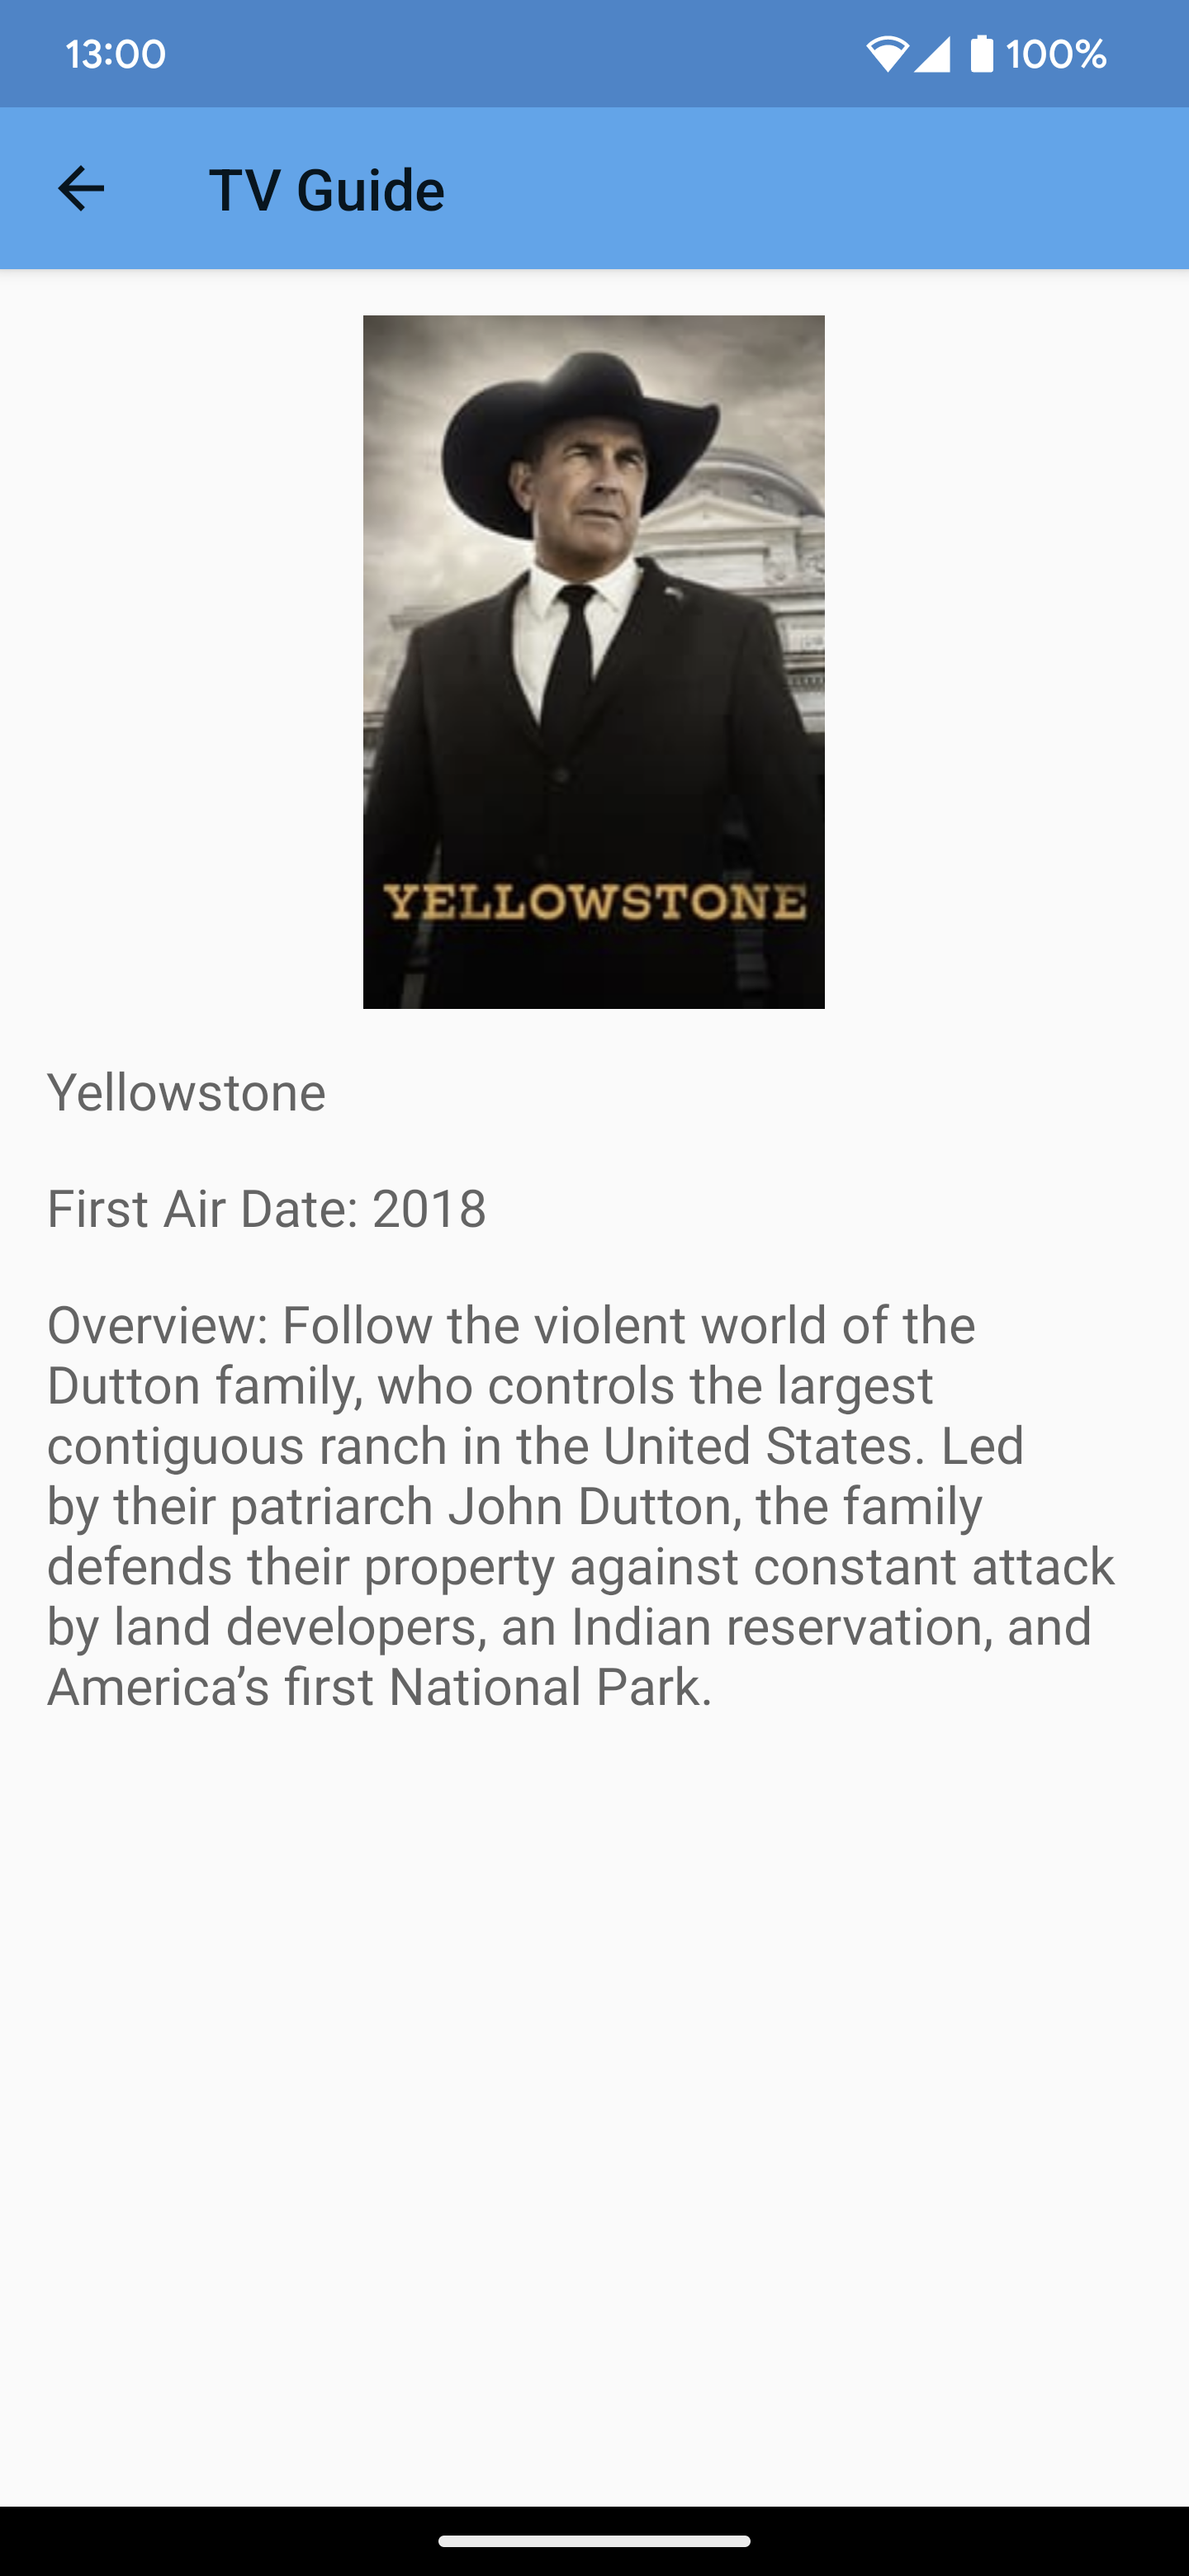 13:00 100%
TV Guide
YELLOWSTONE
Yellowstone
First Air Date: 2018
Overview: Follow the violent world of the
Dutton family, who controls the largest
contiguous ranch in the United States. Led
by their patriarch John Dutton, the family
defends their property against constant attack
by land developers, an Indian reservation, and
America’s first National Park.